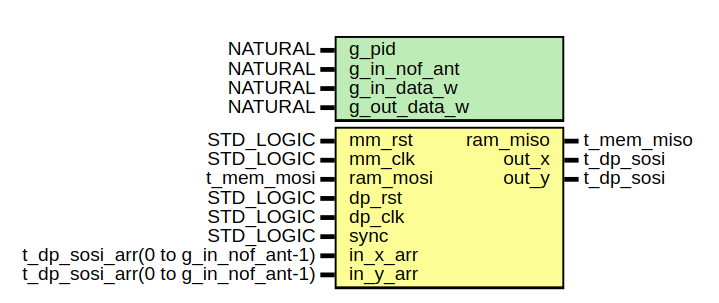 NATURAL g_pid
NATURAL g_in_nof_ant
NATURAL g_in_data_w
NATURAL g_out_data_w
STD_LOGIC mm_rst ram_miso t_mem_miso
STD_LOGIC mm_clk out_x t_dp_sosi
t_mem_mosi ram_mosi out_y t_dp_sosi
STD_LOGIC dp_rst
STD_LOGIC dp_clk
STD_LOGIC sync
t_dp_sosi_arr(0 to g_in_nof_ant-1) in_x_arr
t_dp_sosi_arr(0 to g_in_nof_ant-1) in_y_arr